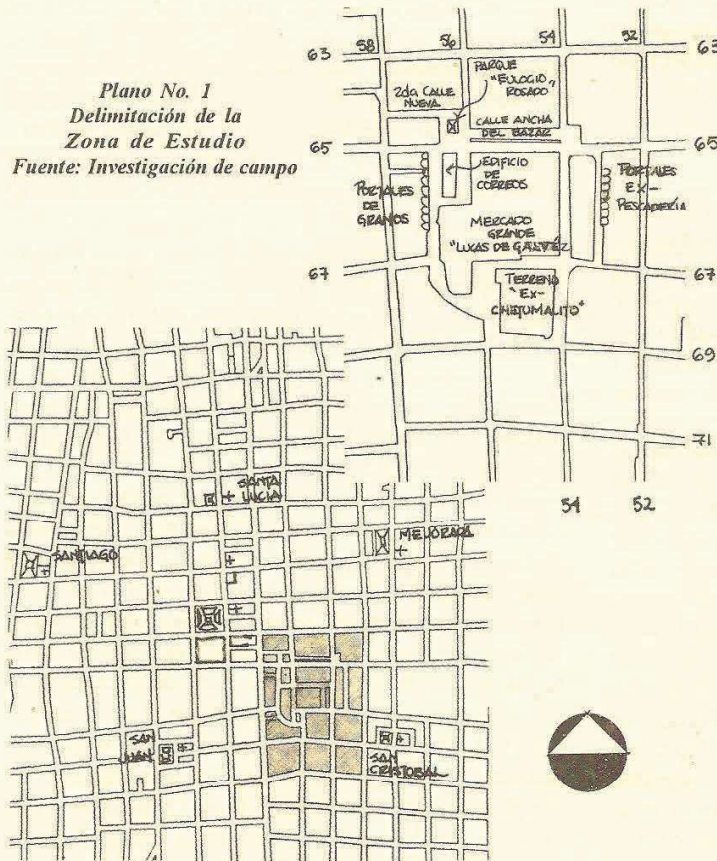 Plano No. 1
Delimitación de la
Zona de Estudio
Fuente: Investigación de campo
63
58
56
54
52
63
PARQUE
"EULOGIO
ROSADO"
2da CALLE
NUEVA
CALLE ANCHA
DEL BAZAR
65
65
EDIFICIO
DE
CORREOS
PORTALES
DE
GRANOS
PORTALES
EX-
PESCADERÍA
MERCADO
GRANDE
"LUCAS DE GALVÉZ"
67
67
TERRENO
"EX-
CHETUMALITO"
69
71
54
52
SANTA
LUCIA
MEJORADA
SANTIAGO
SAN
JUAN
SAN
CRISTOBAL